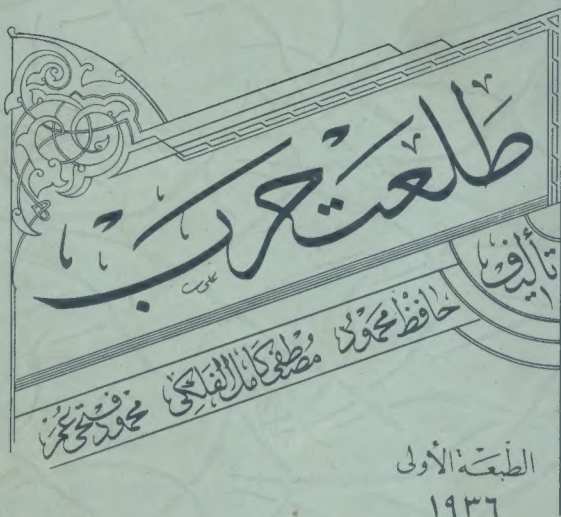 طلعت حرب
تأليف
حافظ محمود مصطفى كامل الفلكي محمود فتحي عمر
الطبعة الأولى
١٩٣٦